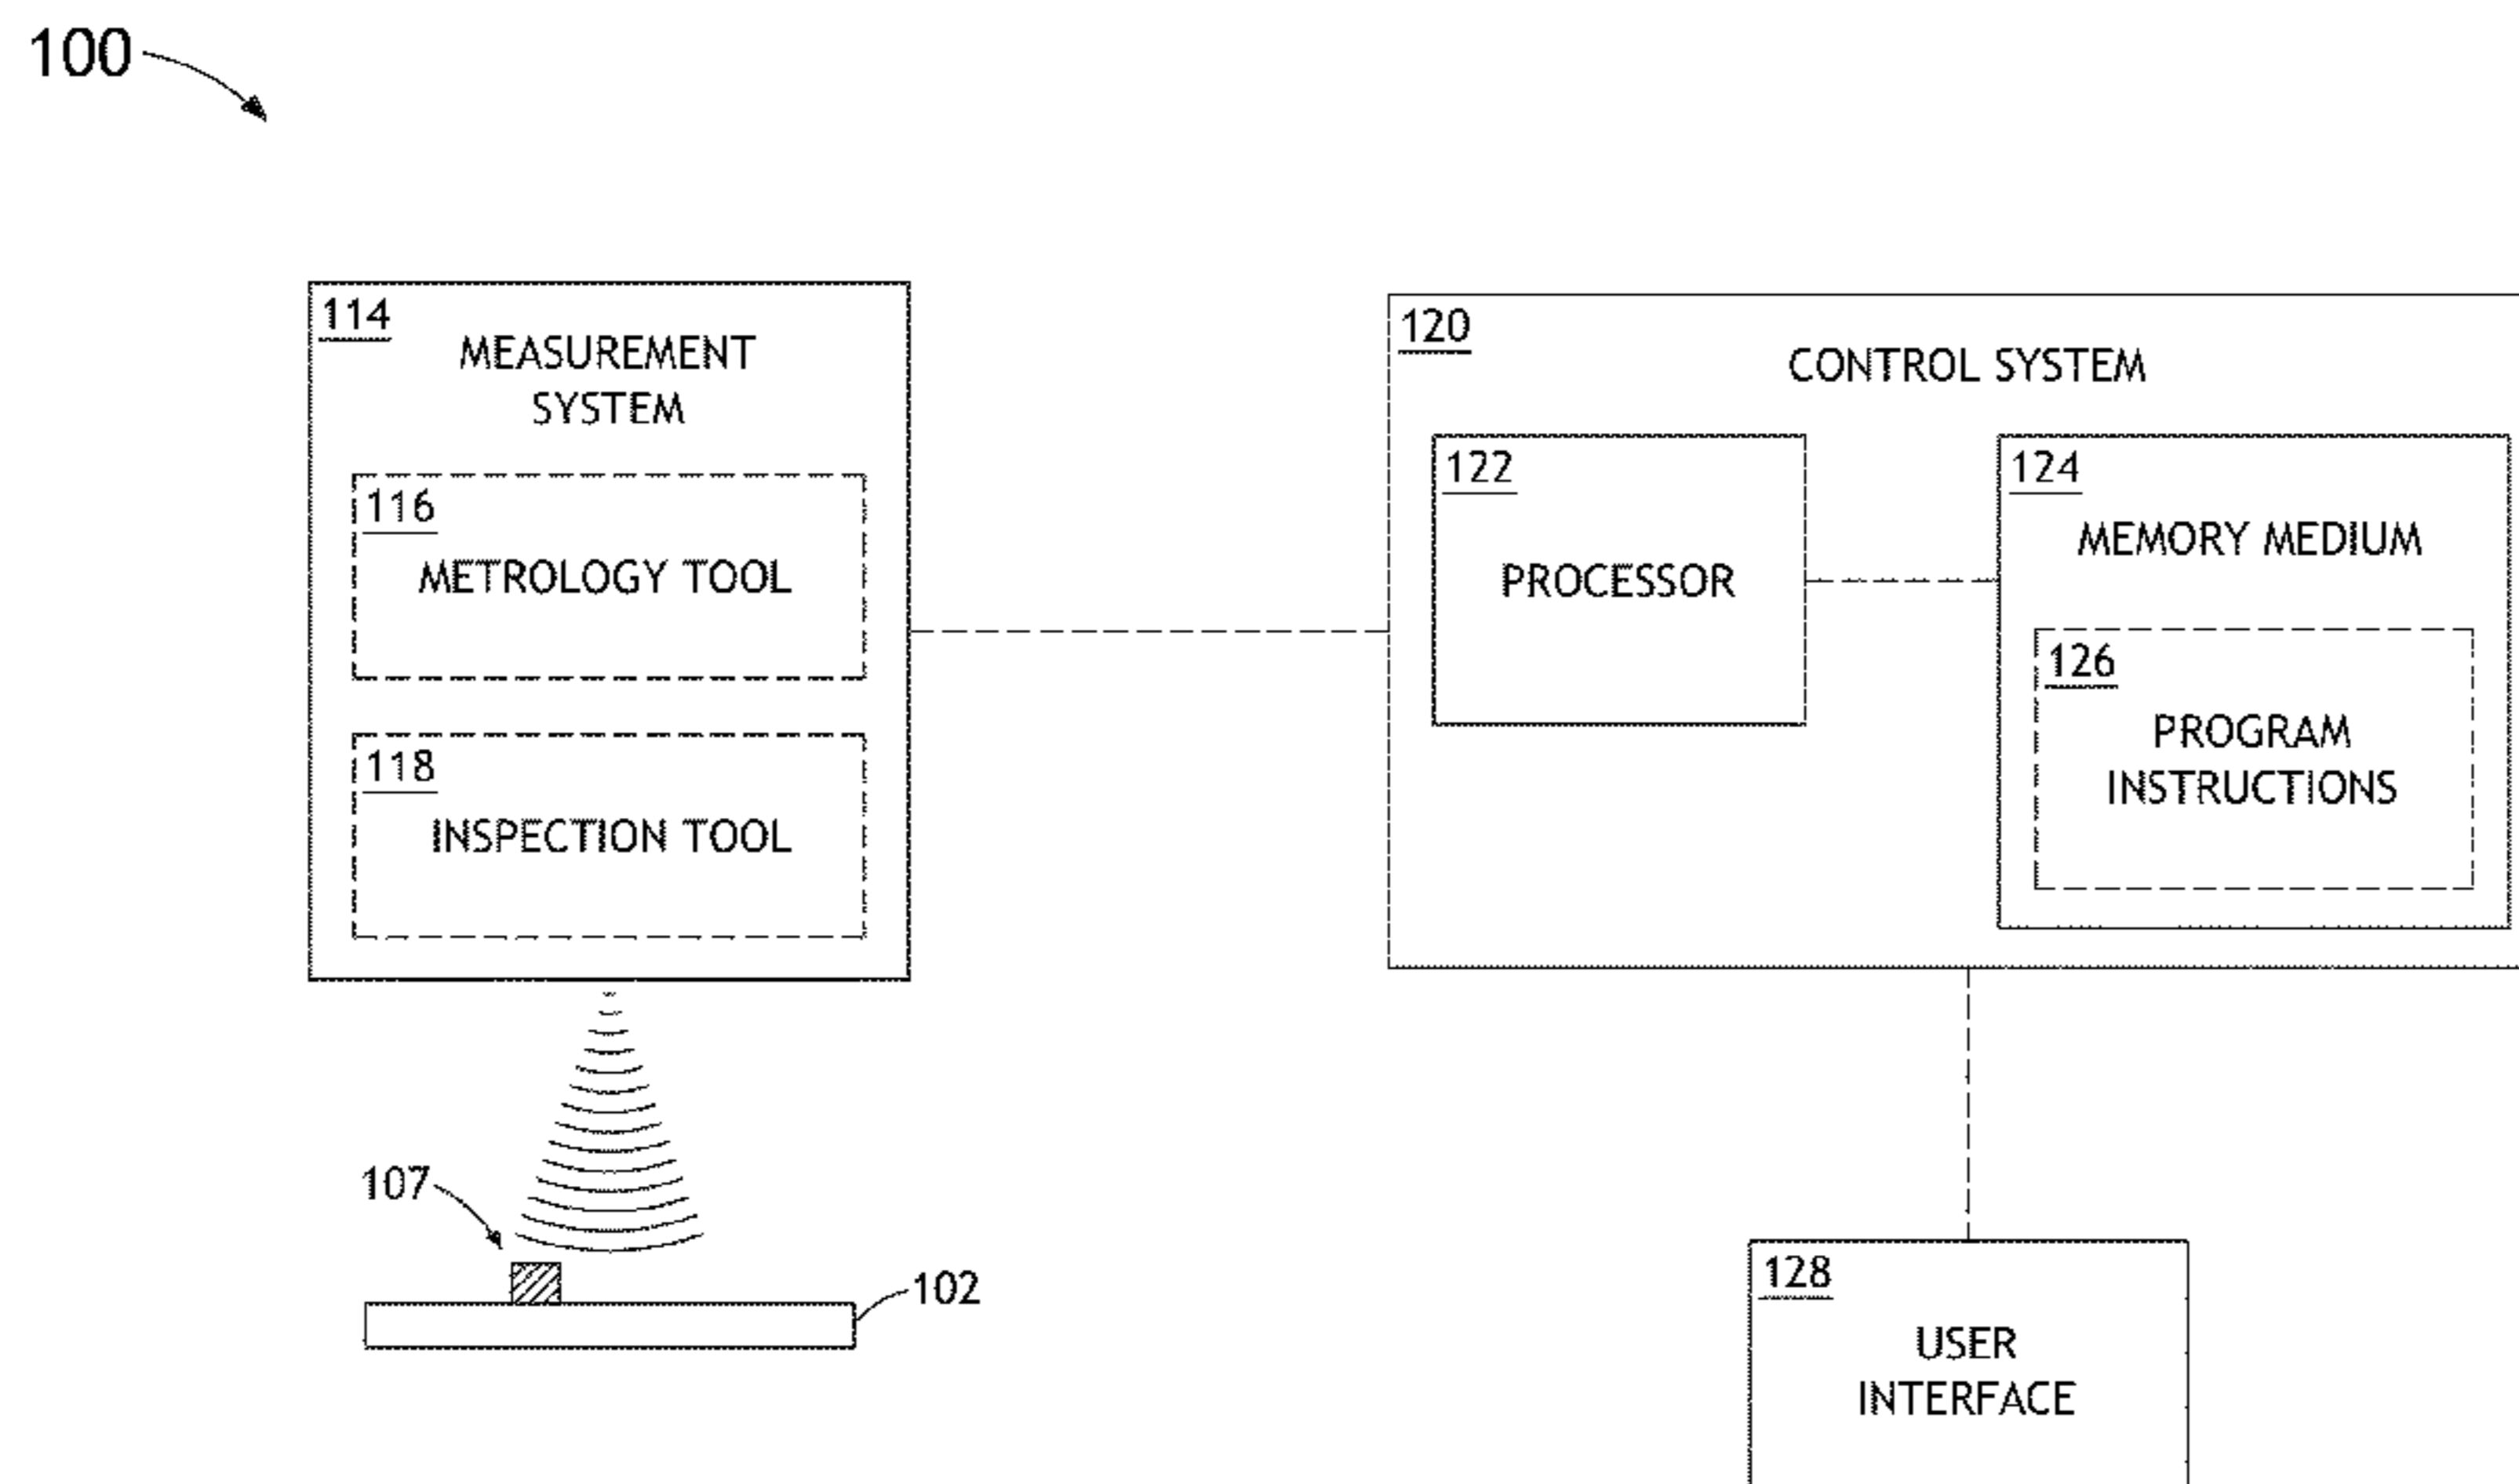 100
114
MEASUREMENT
SYSTEM
116
METROLOGY TOOL
118
INSPECTION TOOL
107
102
120
CONTROL SYSTEM
122
PROCESSOR
124
MEMORY MEDIUM
126
PROGRAM
INSTRUCTIONS
128
USER
INTERFACE